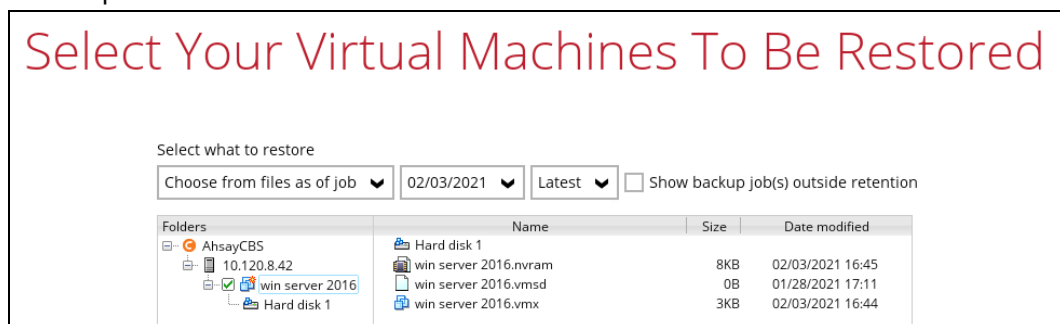 Select Your Virtual Machines To Be Restored
Select what to restore
Choose from files as of job 02/03/2021 Latest Show backup job(s) outside retention
Folders Name Size Date modified
AhsayCBS Hard disk 1
10.120.8.42 win server 2016.nvram 8KB 02/03/2021 16:45
win server 2016 win server 2016.vmsd 0B 01/28/2021 17:11
Hard disk 1 win server 2016.vmx 3KB 02/03/2021 16:44